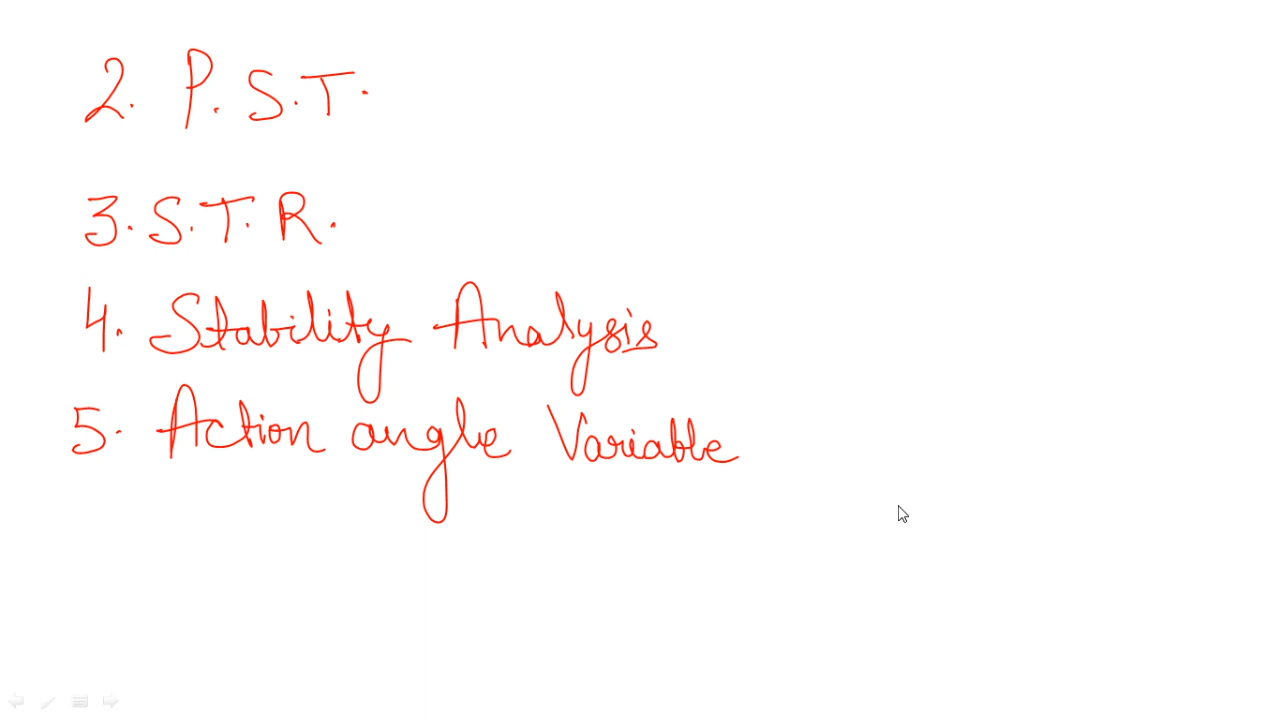 2. P.S.T.
3. S.T.R.
4. Stability Analysis
5. Action angle Variable